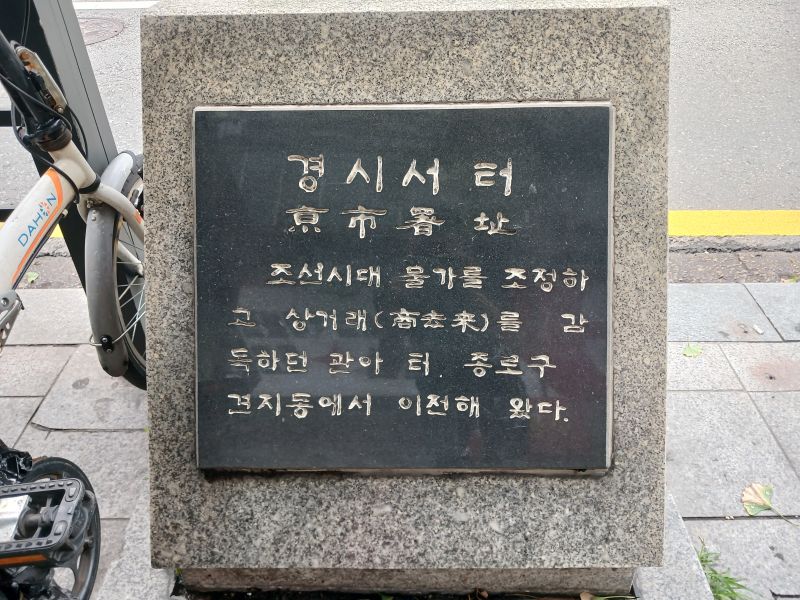 경시서 터
京市署 址
조선시대 물가를 조정하
고 상거래(商去來)를 감
독하던 관아 터 종로구
견지동에서 이전해 왔다.
DAHON